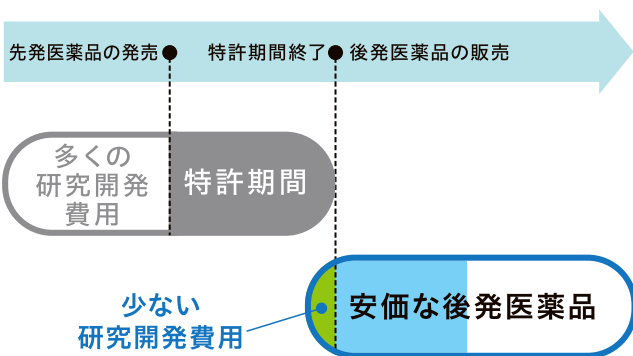 先発医薬品の発売
特許期間終了
後発医薬品の販売
多くの
研究開発
費用
特許期間
安価な後発医薬品
少ない
研究開発費用